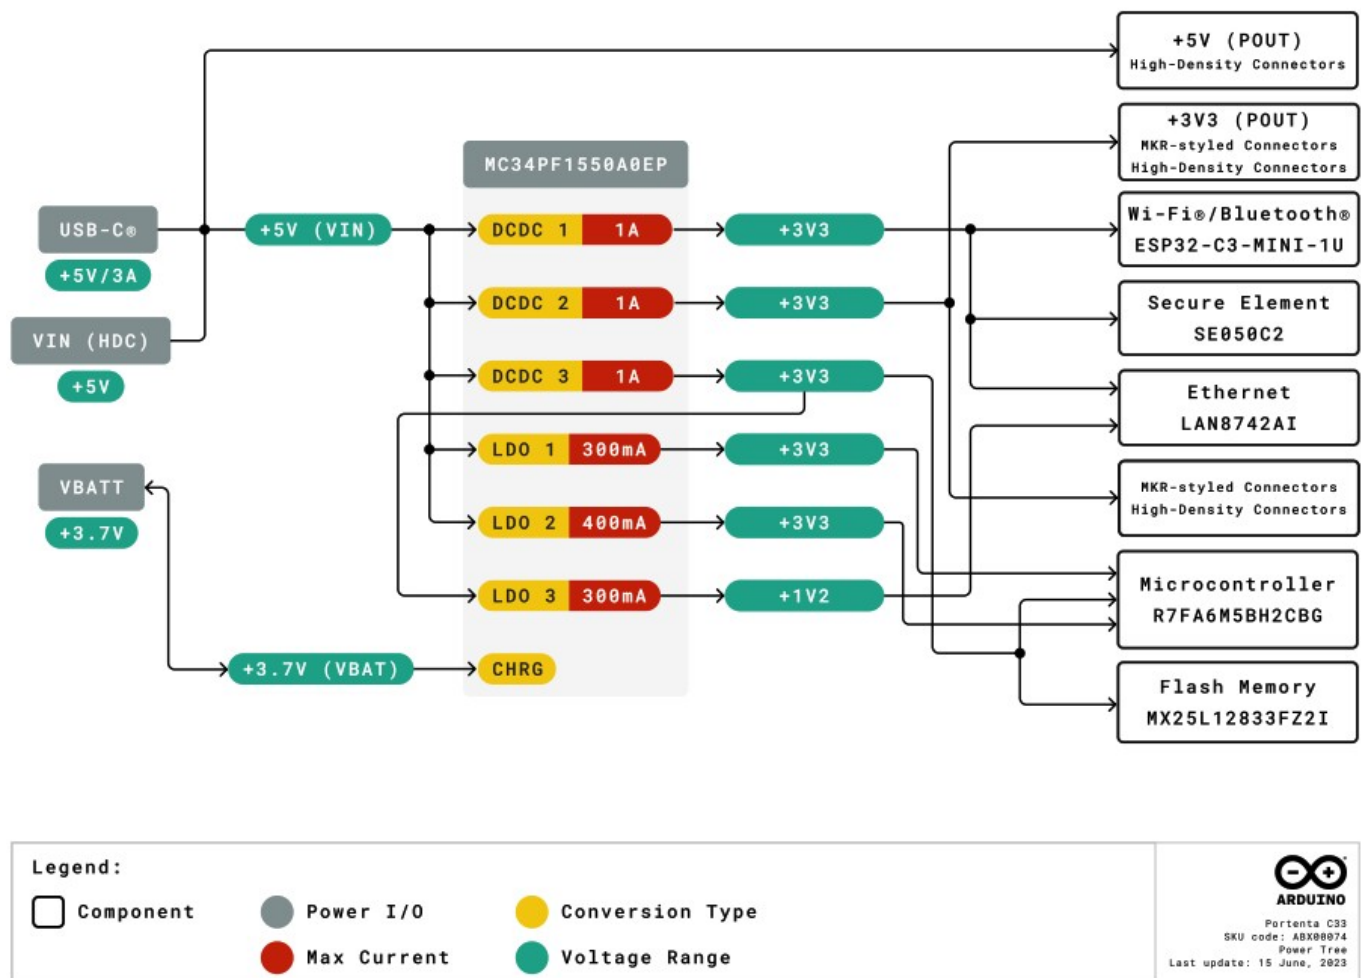 +5V (POUT)
High-Density Connectors
+3V3 (POUT)
MKR-styled Connectors
High-Density Connectors
MC34PF1550A0EP
USB-C®
+5V/3A
+5V (VIN)
DCDC 1 1A
+3V3
Wi-Fi®/Bluetooth®
ESP32-C3-MINI-1U
DCDC 2 1A
+3V3
Secure Element
SE050C2
VIN (HDC)
+5V
DCDC 3 1A
+3V3
Ethernet
LAN8742AI
LDO 1 300mA
+3V3
VBATT
+3.7V
MKR-styled Connectors
High-Density Connectors
LDO 2 400mA
+3V3
LDO 3 300mA
+1V2
Microcontroller
R7FA6M5BH2CBG
+3.7V (VBAT)
CHRG
Flash Memory
MX25L12833FZ2I
Legend:
Component
Power I/O
Conversion Type
Max Current
Voltage Range
ARDUINO
Portenta C33
SKU code: ABX00074
Power Tree
Last update: 15 June, 2023